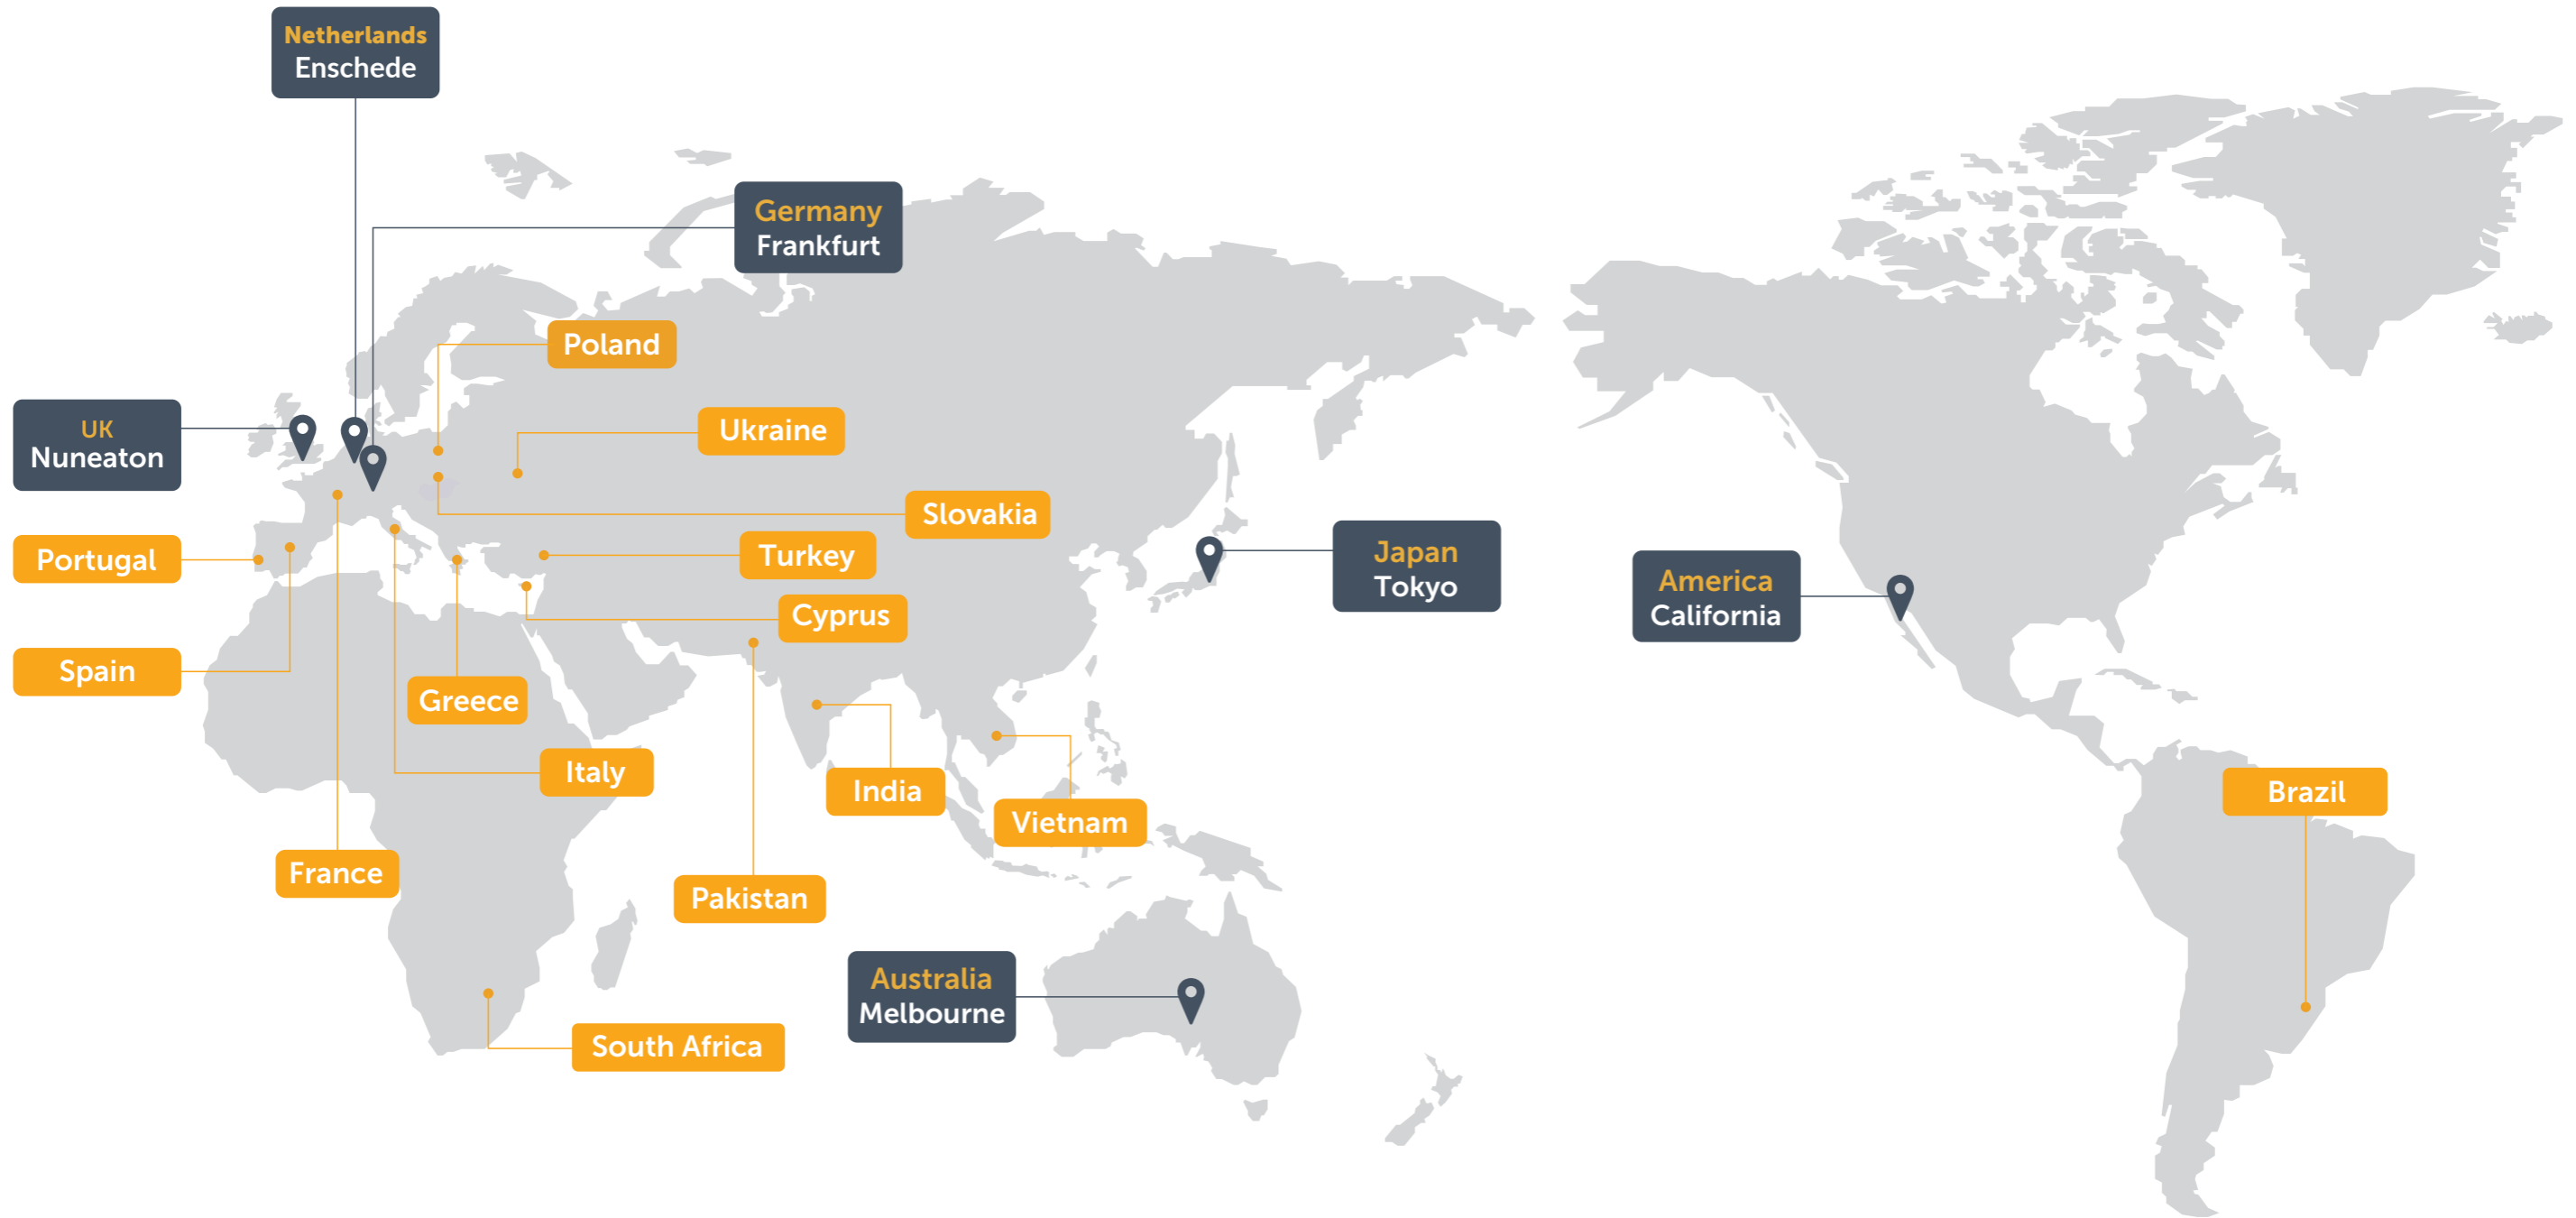 Netherlands
Enschede
Germany
Frankfurt
Poland
UK
Nuneaton
Ukraine
Slovakia
Portugal
Turkey
Japan
Tokyo
America
California
Cyprus
Spain
Greece
Italy
India
Brazil
Vietnam
France
Pakistan
Australia
Melbourne
South Africa